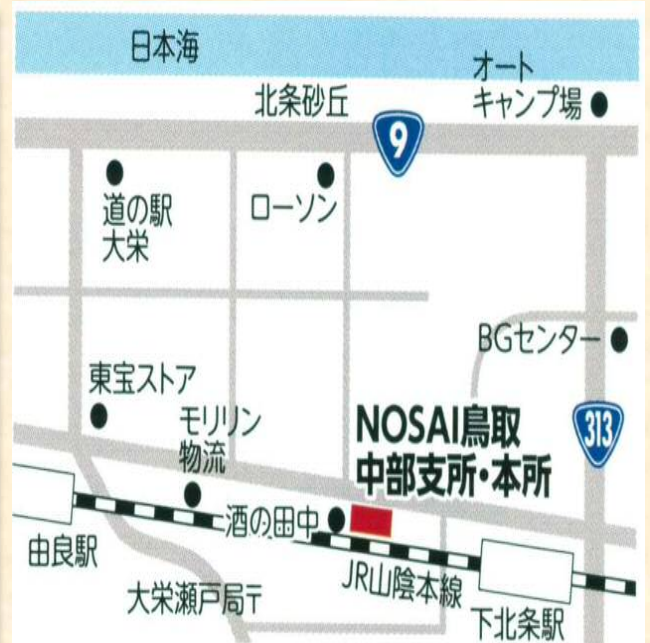 日本海
オート
キャンプ場
北条砂丘
9
道の駅
大栄
ローソン
BGセンター
東宝ストア
モリリン
物流
NOSAI鳥取
中部支所・本所
313
酒の田中
由良駅
JR山陰本線
大栄瀬戸局〒
下北条駅